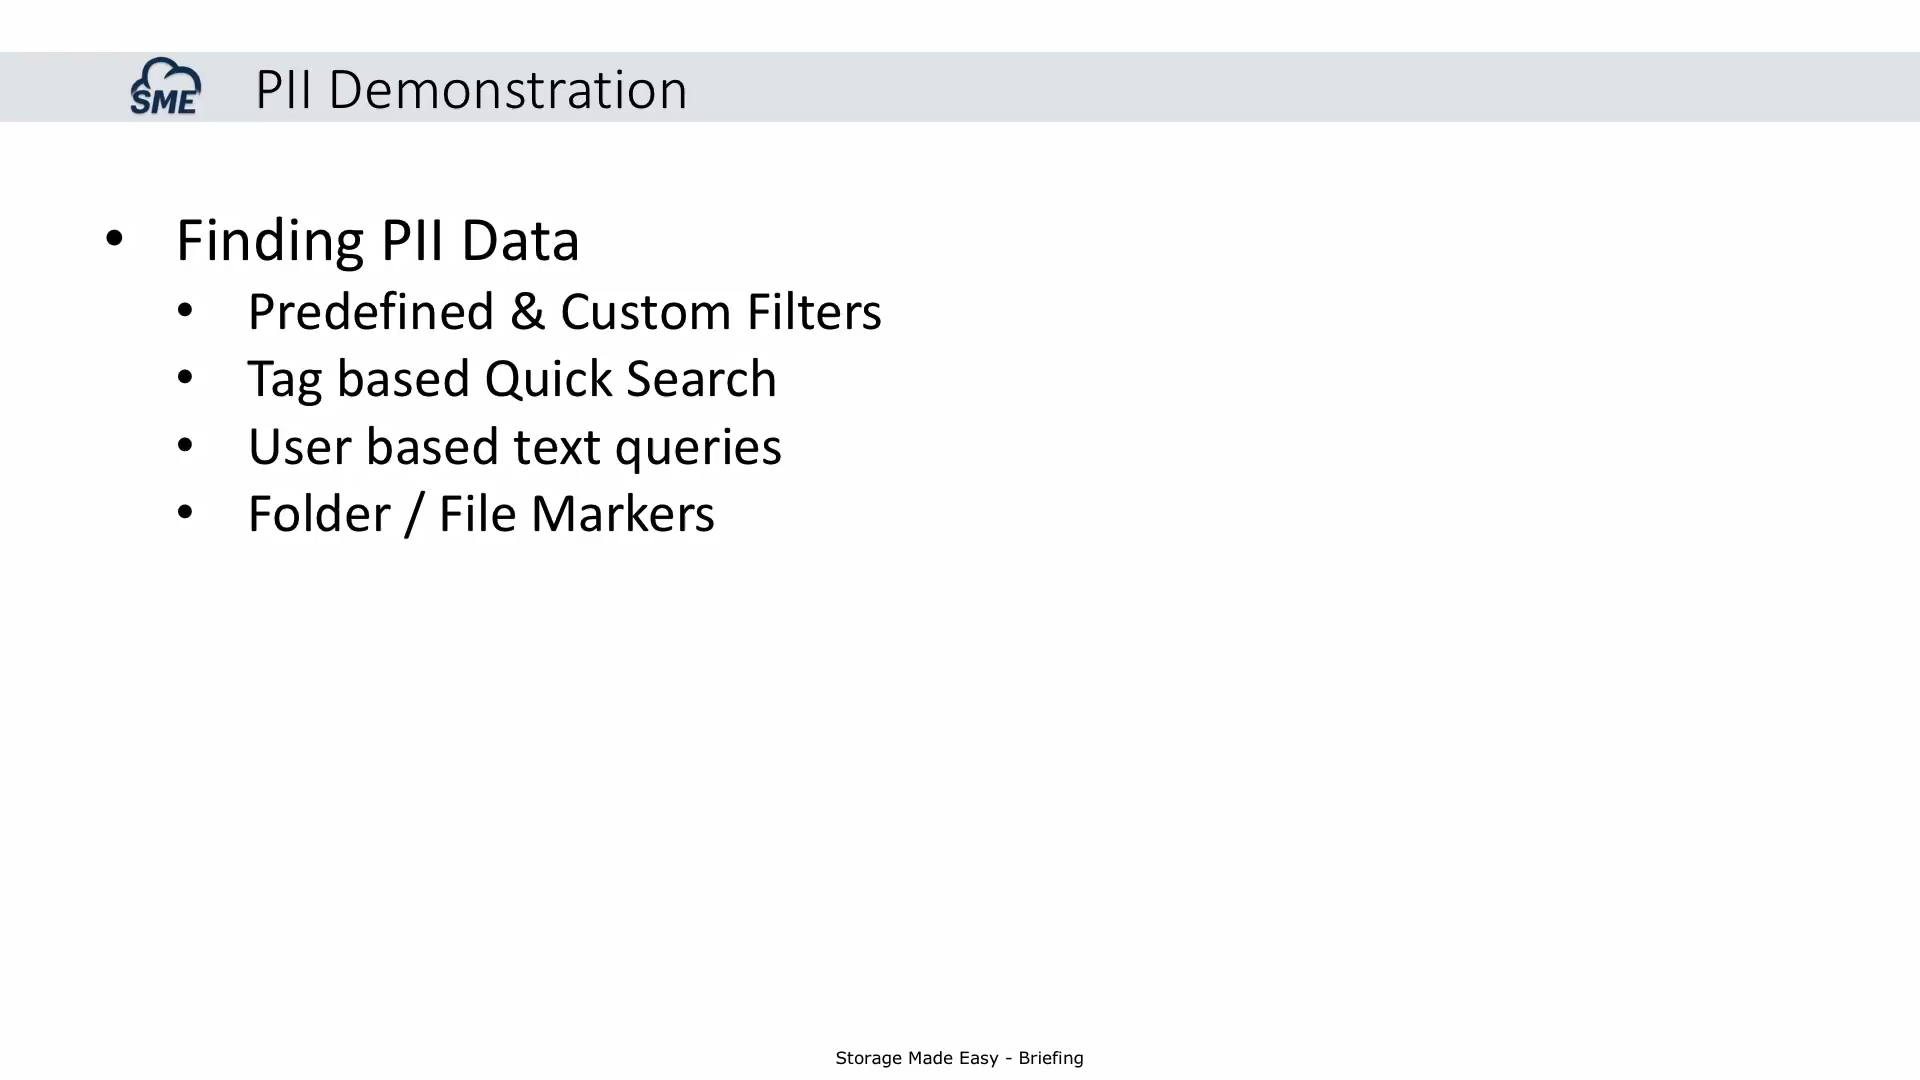 SME
PII Demonstration
• Finding PII Data
• Predefined & Custom Filters
• Tag based Quick Search
• User based text queries
• Folder / File Markers
Storage Made Easy - Briefing